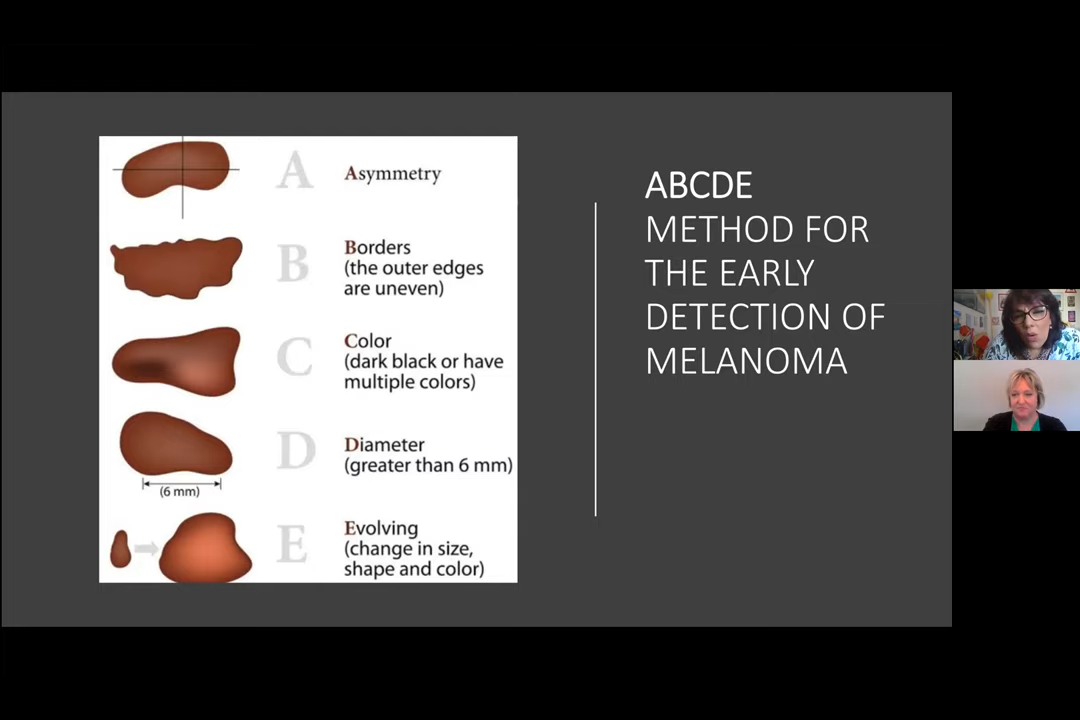 A
Asymmetry
B
Borders
(the outer edges
are uneven)
C
Color
(dark black or have
multiple colors)
D
Diameter
(greater than 6 mm)
(6 mm)
E
Evolving
(change in size,
shape and color)
ABCDE
METHOD FOR
THE EARLY
DETECTION OF
MELANOMA